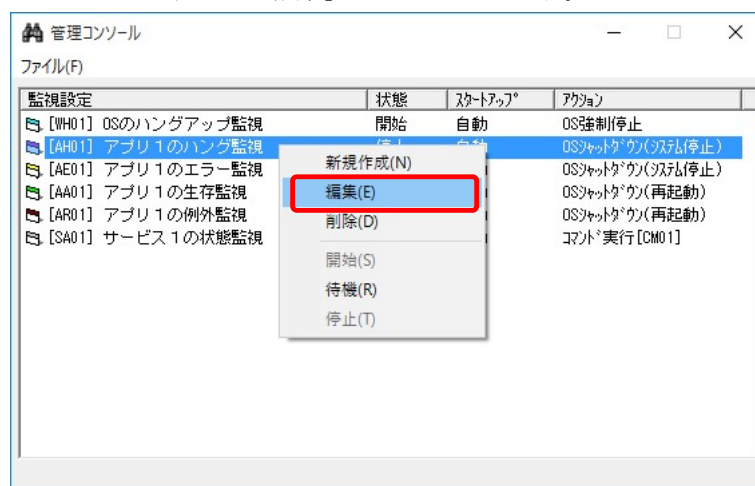 管理コンソール
ファイル(F)
監視設定 状態 ｽﾀｰﾄｱｯﾌﾟ ｱｸｼｮﾝ
[WH01] OSのハングアップ監視 開始 自動 OS強制停止
[AH01] アプリ1のハング監視 OSｼｬｯﾄﾀﾞｳﾝ(ｼｽﾃﾑ停止)
[AE01] アプリ1のエラー監視 OSｼｬｯﾄﾀﾞｳﾝ(ｼｽﾃﾑ停止)
[AA01] アプリ1の生存監視 OSｼｬｯﾄﾀﾞｳﾝ(再起動)
[AR01] アプリ1の例外監視 OSｼｬｯﾄﾀﾞｳﾝ(再起動)
[SA01] サービス1の状態監視 ｺﾏﾝﾄﾞ実行[CM01]
新規作成(N)
編集(E)
削除(D)
開始(S)
待機(R)
停止(T)